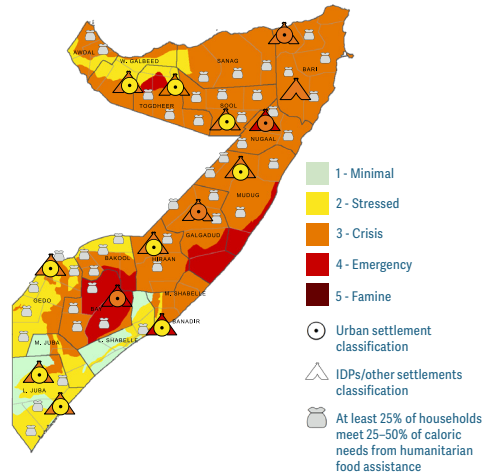 AWDAL
W. GALBEED
SANAG
BARI
TOGDHEER
SOOL
NUGAAL
MUDUG
GALGADUD
BAKOOL
HIRAAN
GEDO
BAY
M. SHABELLE
BANADIR
M. JUBA
L. SHABELLE
L. JUBA
1 - Minimal
2 - Stressed
3 - Crisis
4 - Emergency
5 - Famine
Urban settlement
classification
IDPs/other settlements
classification
At least 25% of households
meet 25–50% of caloric
needs from humanitarian
food assistance